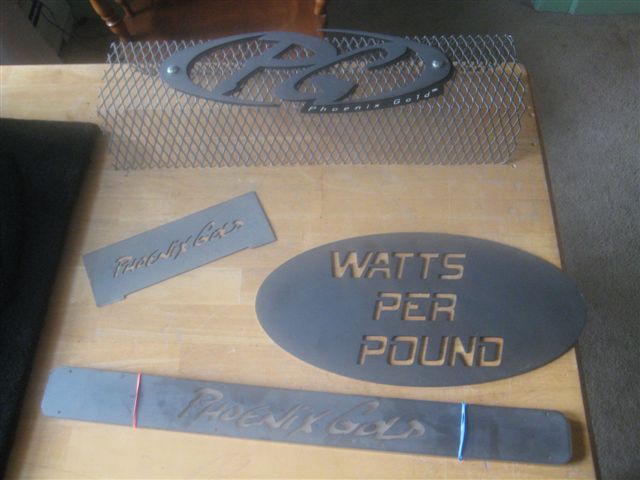 PG
Phoenix Gold
PHOENIX GOLD
WATTS
PER
POUND
PHOENIX GOLD